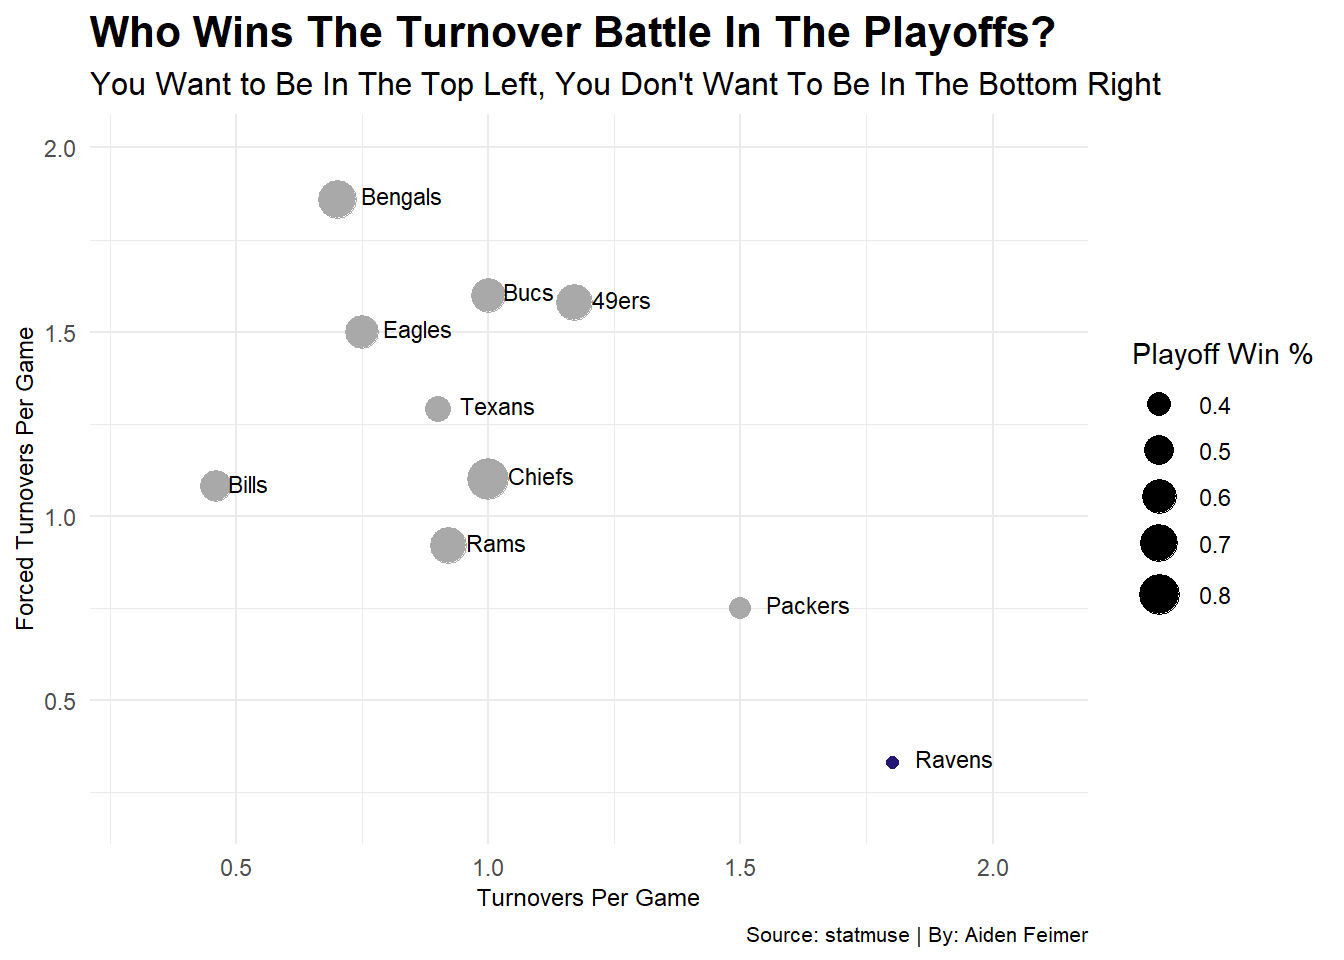 Who Wins The Turnover Battle In The Playoffs?
You Want to Be In The Top Left, You Don't Want To Be In The Bottom Right
2.0
1.5
1.0
0.5
Forced Turnovers Per Game
Bengals
Bucs
49ers
Eagles
Texans
Chiefs
Bills
Rams
Packers
Ravens
0.5
1.0
1.5
2.0
Turnovers Per Game
Playoff Win %
0.4
0.5
0.6
0.7
0.8
Source: statmuse | By: Aiden Feimer